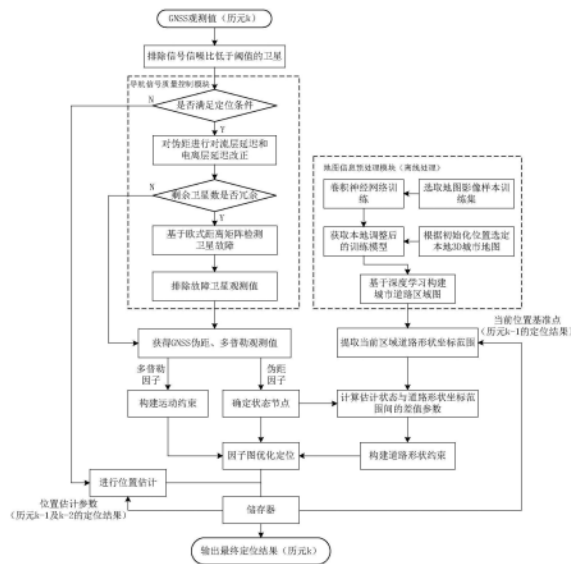 GNSS观测值（历元k）
排除信号信噪比低于阈值的卫星
导航信号质量控制模块
N
是否满足定位条件
Y
对伪距进行对流层延迟和
电离层延迟改正
N
剩余卫星数是否冗余
Y
基于欧式距离矩阵检测
卫星故障
排除故障卫星观测值
地图信息预处理模块（离线处理）
卷积神经网络训
练
选取地图影像样本训
练集
获取本地调整后
的训练模型
根据初始化位置选定
本地3D城市地图
基于深度学习构建
城市道路区域图
当前位置基准点
（历元k-1的定位结果）
获得GNSS伪距、多普勒观测值
提取当前区域道路形状坐标范围
多普勒
因子
伪距
因子
构建运动约束
确定状态节点
计算估计状态与道路形状坐标范
围间的差值参数
因子图优化定位
构建道路形状约束
进行位置估计
位置估计参数
（历元k-1及k-2的定位结果）
储存器
输出最终定位结果（历元k）